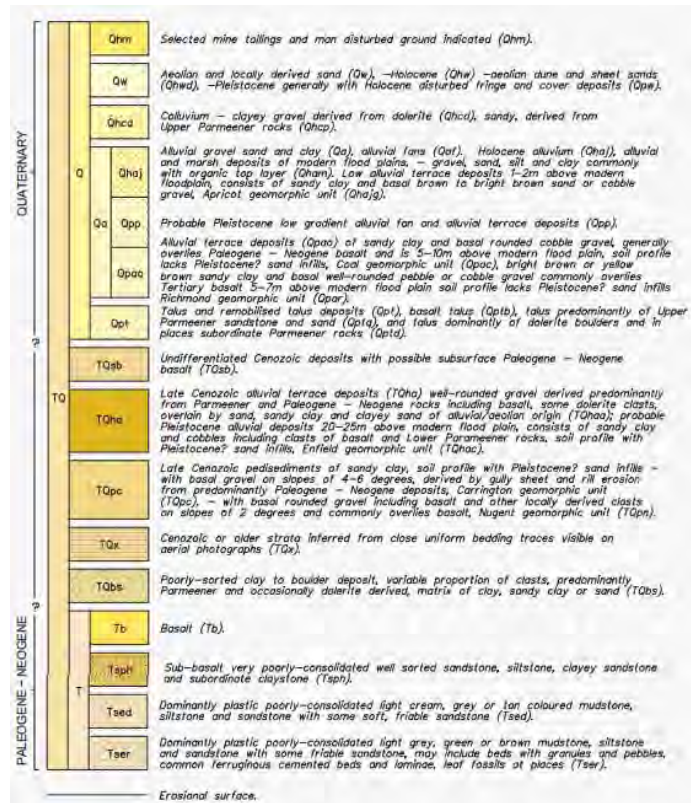 QUATERNARY
PALEOGENE – NEOGENE
?
?
TQ
Q
Qa
T
Qhm
Selected mine tailings and man disturbed ground indicated (Qhm).
Qw
Aeolian and locally derived sand (Qw), –Holocene (Qhw) –aeolian dune and sheet sands
(Qhwd), –Pleistocene generally with Holocene disturbed fringe and cover deposits (Qpw).
Qhcd
Colluvium – clayey gravel derived from dolerite (Qhcd), sandy, derived from
Upper Parmeener rocks (Qhcp).
Qhaj
Alluvial gravel sand and clay (Qa), alluvial fans (Qaf). Holocene alluvium (Qhaj), alluvial
and marsh deposits of modern flood plains, – gravel, sand, silt and clay commonly
with organic top layer (Qham). Low alluvial terrace deposits 1–2m above modern
floodplain, consists of sandy clay and basal brown to bright brown sand or cobble
gravel, Apricot geomorphic unit (Qhajg).
Qpp
Probable Pleistocene low gradient alluvial fan and alluvial terrace deposits (Qpp).
Qpao
Alluvial terrace deposits (Qpao) of sandy clay and basal rounded cobble gravel, generally
overlies Paleogene – Neogene basalt and is 5–10m above modern flood plain, soil profile
lacks Pleistocene? sand infills, Coal geomorphic unit (Qpac), bright brown or yellow
brown sandy clay and basal well–rounded pebble or cobble gravel commonly overlies
Tertiary basalt 5–7m above modern flood plain soil profile lacks Pleistocene? sand infills
Richmond geomorphic unit (Qpar).
Qpt
Talus and remobilised talus deposits (Qpt), basalt talus (Qptb), talus predominantly of Upper
Parmeener sandstone and sand (Qptq), and talus dominantly of dolerite boulders and in
places subordinate Parmeener rocks (Qptd).
TQsb
Undifferentiated Cenozoic deposits with possible subsurface Paleogene – Neogene
basalt (TQsb).
TQha
Late Cenozoic alluvial terrace deposits (TQha) well–rounded gravel derived predominantly
from Parmeener and Paleogene – Neogene rocks including basalt, some dolerite clasts,
overlain by sand, sandy clay and clayey sand of alluvial/aeolian origin (TQhaa); probable
Pleistocene alluvial deposits 20–25m above modern flood plain, consists of sandy clay
and cobbles including clasts of basalt and Lower Parameener rocks, soil profile with
Pleistocene? sand infills, Enfield geomorphic unit (TQhac).
TQpc
Late Cenozoic pedisediments of sandy clay, soil profile with Pleistocene? sand infills –
with basal gravel on slopes of 4–6 degrees, derived by gully sheet and rill erosion
from predominantly Paleogene – Neogene deposits, Carrington geomorphic unit
(TQpc), – with basal rounded gravel including basalt and other locally derived clasts
on slopes of 2 degrees and commonly overlies basalt, Nugent geomorphic unit (TQpn).
TQx
Cenozoic or older strata inferred from close uniform bedding traces visible on
aerial photographs (TQx).
TQbs
Poorly–sorted clay to boulder deposit, variable proportion of clasts, predominantly
Parmeener and occasionally dolerite derived, matrix of clay, sandy clay or sand (TQbs).
Tb
Basalt (Tb).
Tsph
Sub–basalt very poorly–consolidated well sorted sandstone, siltstone, clayey sandstone
and subordinate claystone (Tsph).
Tsed
Dominantly plastic poorly–consolidated light cream, grey or tan coloured mudstone,
siltstone and sandstone with some soft, friable sandstone (Tsed).
Tser
Dominantly plastic poorly–consolidated light grey, green or brown mudstone, siltstone
and sandstone with some friable sandstone, may include beds with granules and pebbles,
common ferruginous cemented beds and laminae, leaf fossils at places (Tser).
Erosional surface.